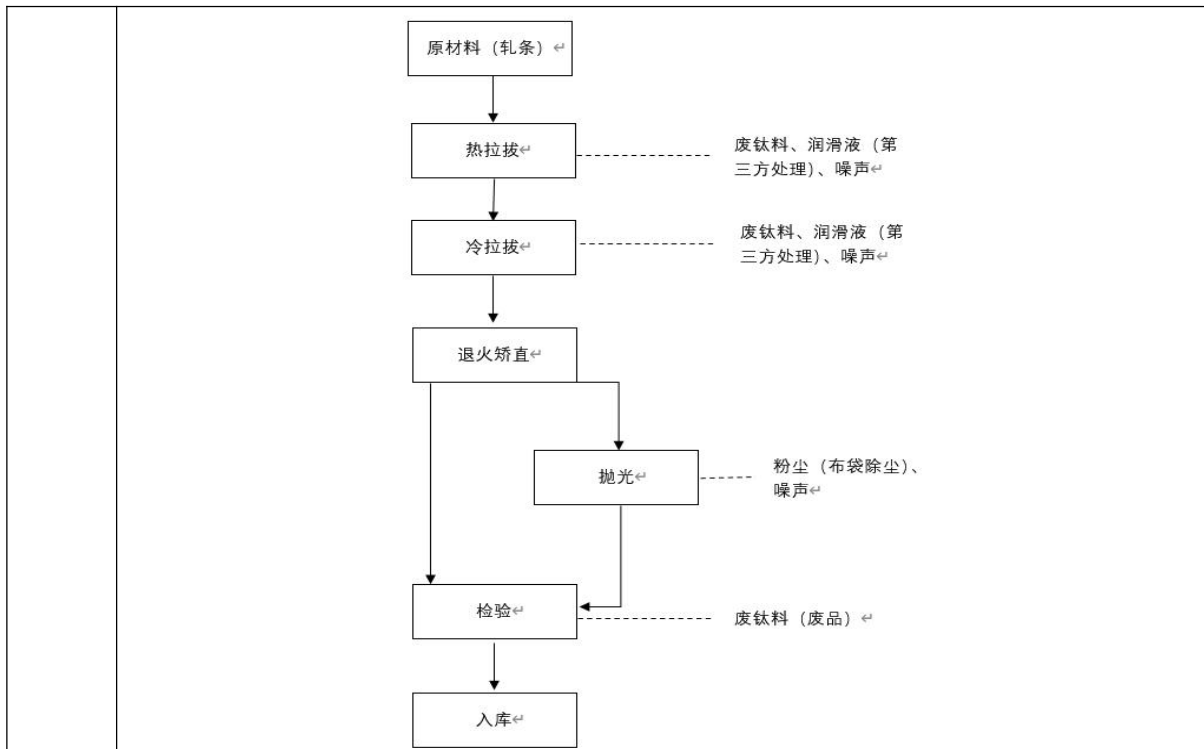 原材料（轧条）↵
热拉拔↵
废钛料、润滑液（第
三方处理）、噪声↵
冷拉拔↵
废钛料、润滑液（第
三方处理）、噪声↵
退火矫直↵
抛光↵
粉尘（布袋除尘）、
噪声↵
检验↵
废钛料（废品）↵
入库↵